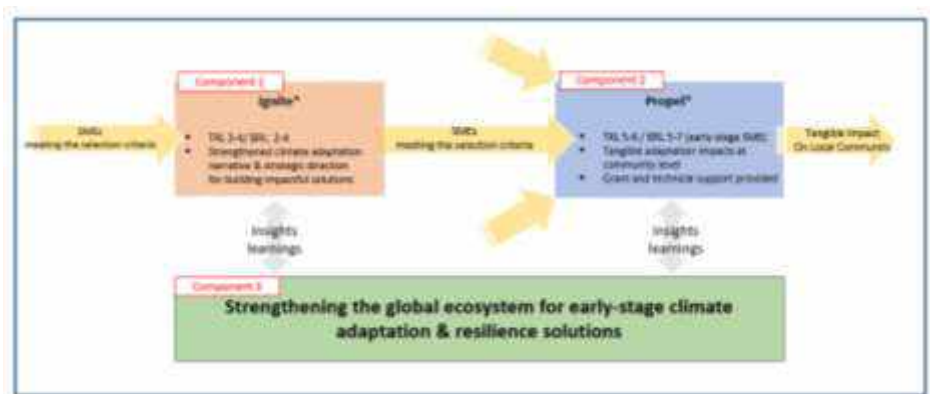 Component 1
Ignite*
TRL 3-4/ SRL: 2-4
Strengthened climate adaptation
narrative & strategic direction
for building impactful solutions
SMEs
meeting the selection criteria
SMEs
meeting the selection criteria
Component 2
Propel*
TRL 5-6 / SRL 5-7 (early-stage SME)
Tangible adaptation impacts at
community level
Grant and technical support provided
Tangible Impact
On Local Community
Insights
learnings
Insights
learnings
Component 3
Strengthening the global ecosystem for early-stage climate
adaptation & resilience solutions